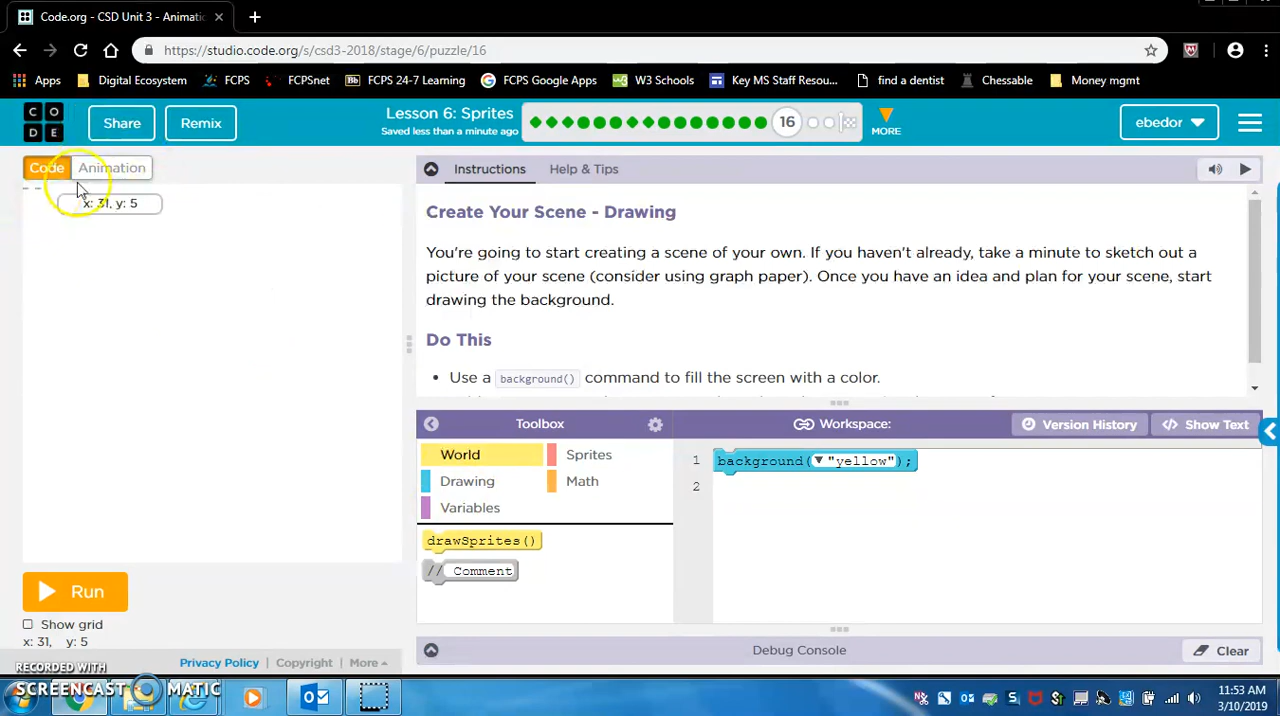 Code.org - CSD Unit 3 - Animati
https://studio.code.org/s/csd3-2018/stage/6/puzzle/16
Apps
Digital Ecosystem
FCPS
FCPSnet
Bb FCPS 24-7 Learning
G FCPS Google Apps
W3 W3 Schools
Key MS Staff Resou...
find a dentist
Chessable
Money mgmt
C O
D E
Share
Remix
Lesson 6: Sprites
Saved less than a minute ago
16
MORE
ebedor
Code
Animation
x: 31, y: 5
Instructions
Help & Tips
Create Your Scene - Drawing
You're going to start creating a scene of your own. If you haven't already, take a minute to sketch out a
picture of your scene (consider using graph paper). Once you have an idea and plan for your scene, start
drawing the background.
Do This
• Use a background() command to fill the screen with a color.
Toolbox
Workspace:
Version History
</> Show Text
World
Sprites
Drawing
Math
Variables
drawSprites()
// Comment
1 background("yellow");
2
Run
Show grid
x: 31, y: 5
Debug Console
Clear
Privacy Policy | Copyright | More
RECORDED WITH
SCREENCAST MATIC
11:53 AM
3/10/2019